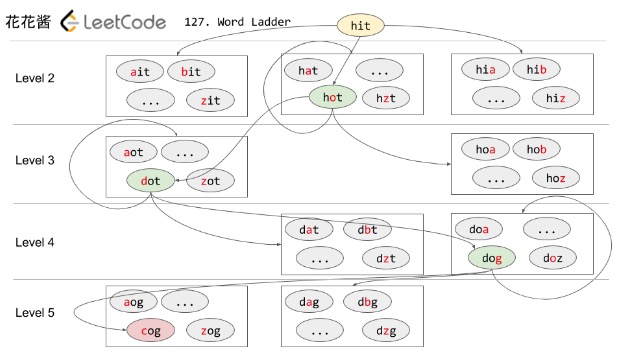 花花酱 LeetCode 127. Word Ladder
hit
Level 2
ait bit
... zit
hat ...
hot hzt
hia hib
... hiz
Level 3
aot ...
dot zot
hoa hob
... hoz
Level 4
dat dbt
... dzt
doa ...
dog doz
Level 5
aog ...
cog zog
dag dbg
... dzg